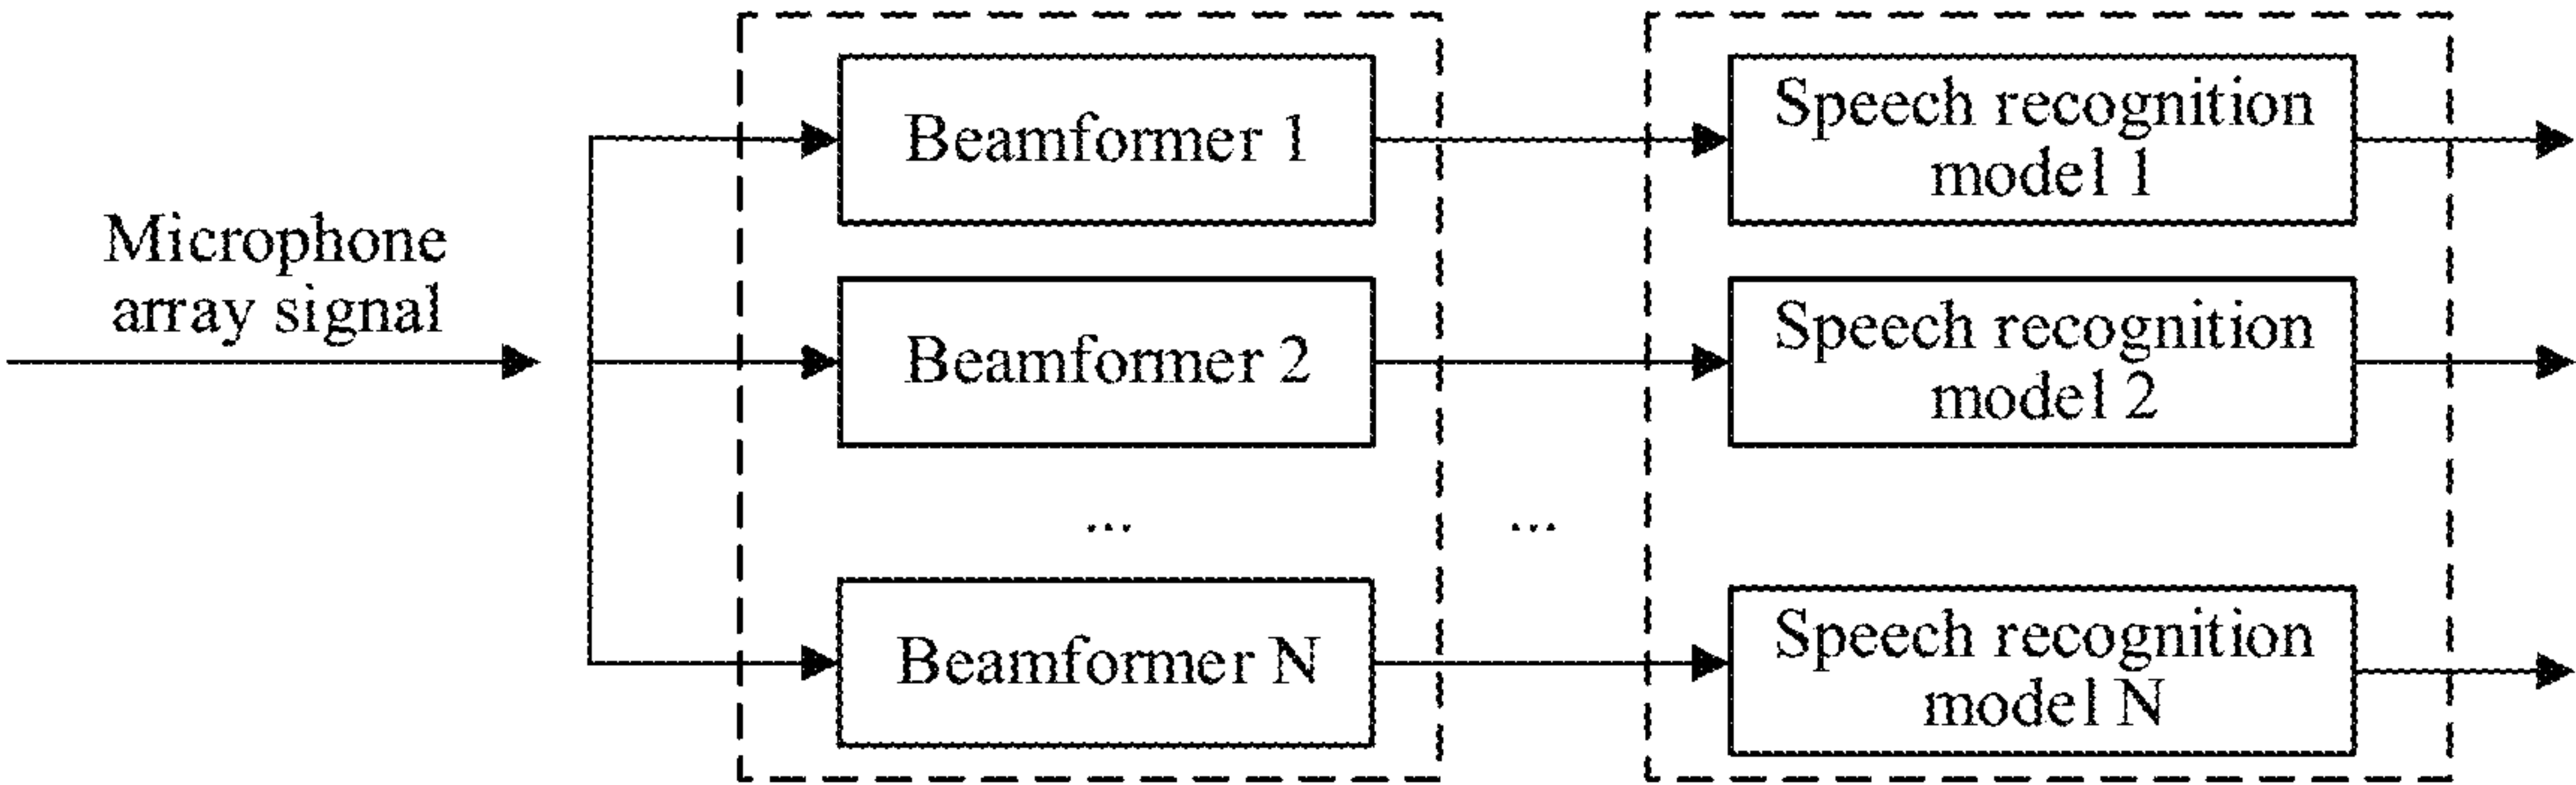 Microphone
array signal
Beamformer 1
Speech recognition
model 1
Beamformer 2
Speech recognition
model 2
...
...
Beamformer N
Speech recognition
model N